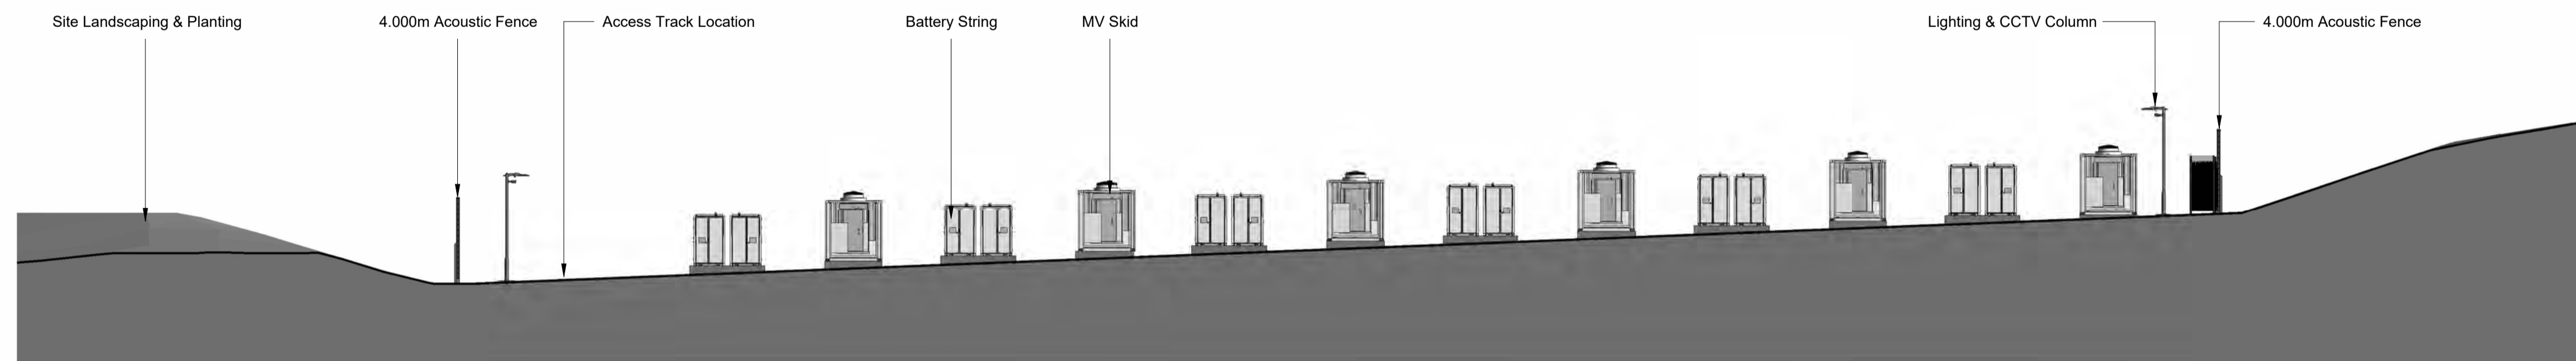 Site Landscaping & Planting
4.000m Acoustic Fence
Access Track Location
Battery String
MV Skid
Lighting & CCTV Column
4.000m Acoustic Fence